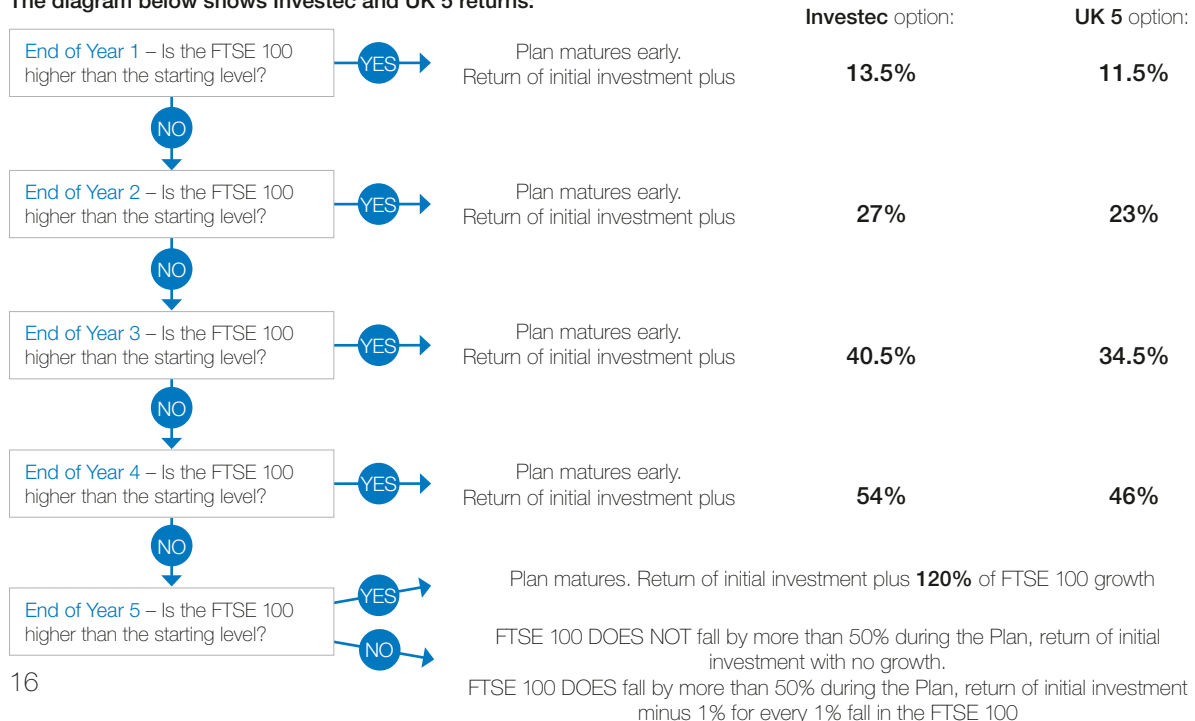 The diagram below shows Investec and UK 5 returns:
Investec option:
UK 5 option:
End of Year 1 – Is the FTSE 100
higher than the starting level?
YES
Plan matures early.
Return of initial investment plus
13.5%
11.5%
NO
End of Year 2 – Is the FTSE 100
higher than the starting level?
YES
Plan matures early.
Return of initial investment plus
27%
23%
NO
End of Year 3 – Is the FTSE 100
higher than the starting level?
YES
Plan matures early.
Return of initial investment plus
40.5%
34.5%
NO
End of Year 4 – Is the FTSE 100
higher than the starting level?
YES
Plan matures early.
Return of initial investment plus
54%
46%
NO
End of Year 5 – Is the FTSE 100
higher than the starting level?
YES
Plan matures. Return of initial investment plus 120% of FTSE 100 growth
NO
FTSE 100 DOES NOT fall by more than 50% during the Plan, return of initial
investment with no growth.
FTSE 100 DOES fall by more than 50% during the Plan, return of initial investment
minus 1% for every 1% fall in the FTSE 100
16